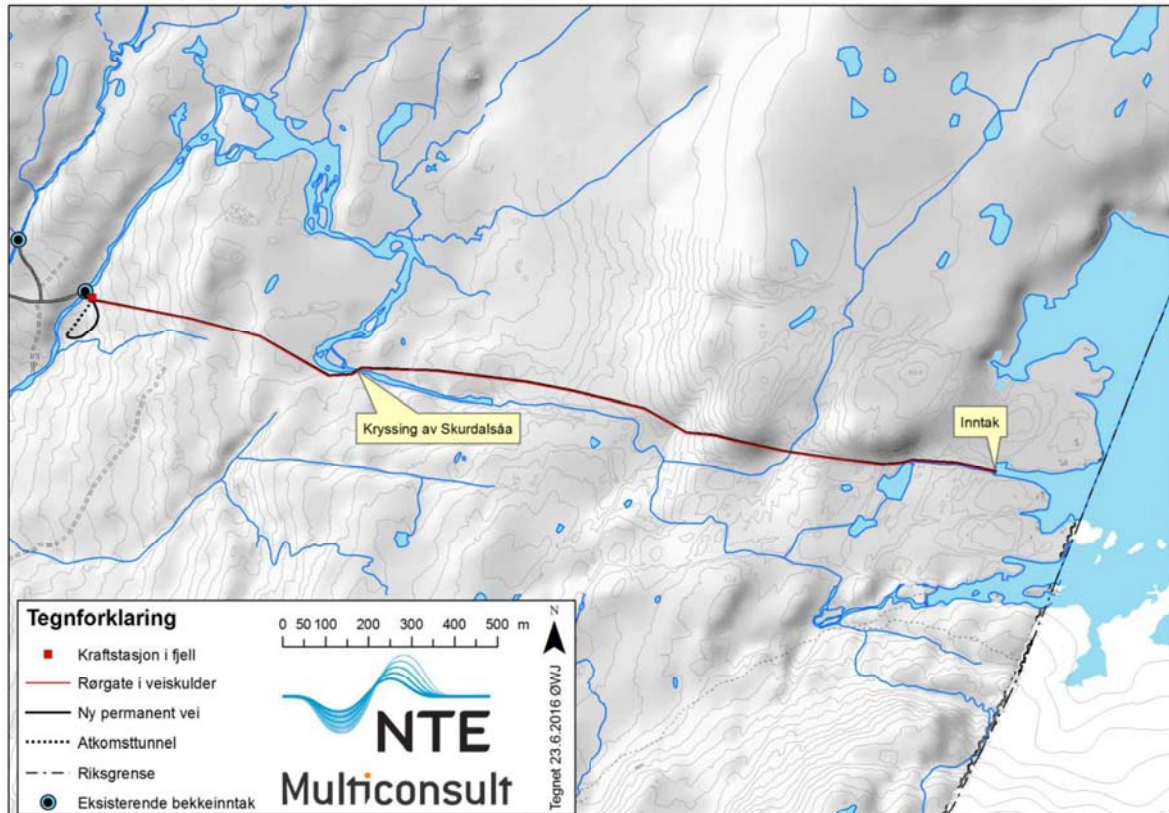 Kryssing av Skurdalsåa
Inntak
Tegnforklaring
Kraftstasjon i fjell
Rørgate i veiskulder
Ny permanent vei
Atkomsttunnel
Riksgrense
Eksisterende bekkeinntak
0 50 100 200 300 400 500 m
N
NTE
Multiconsult
Tegnet 23.6.2016 ØWJ